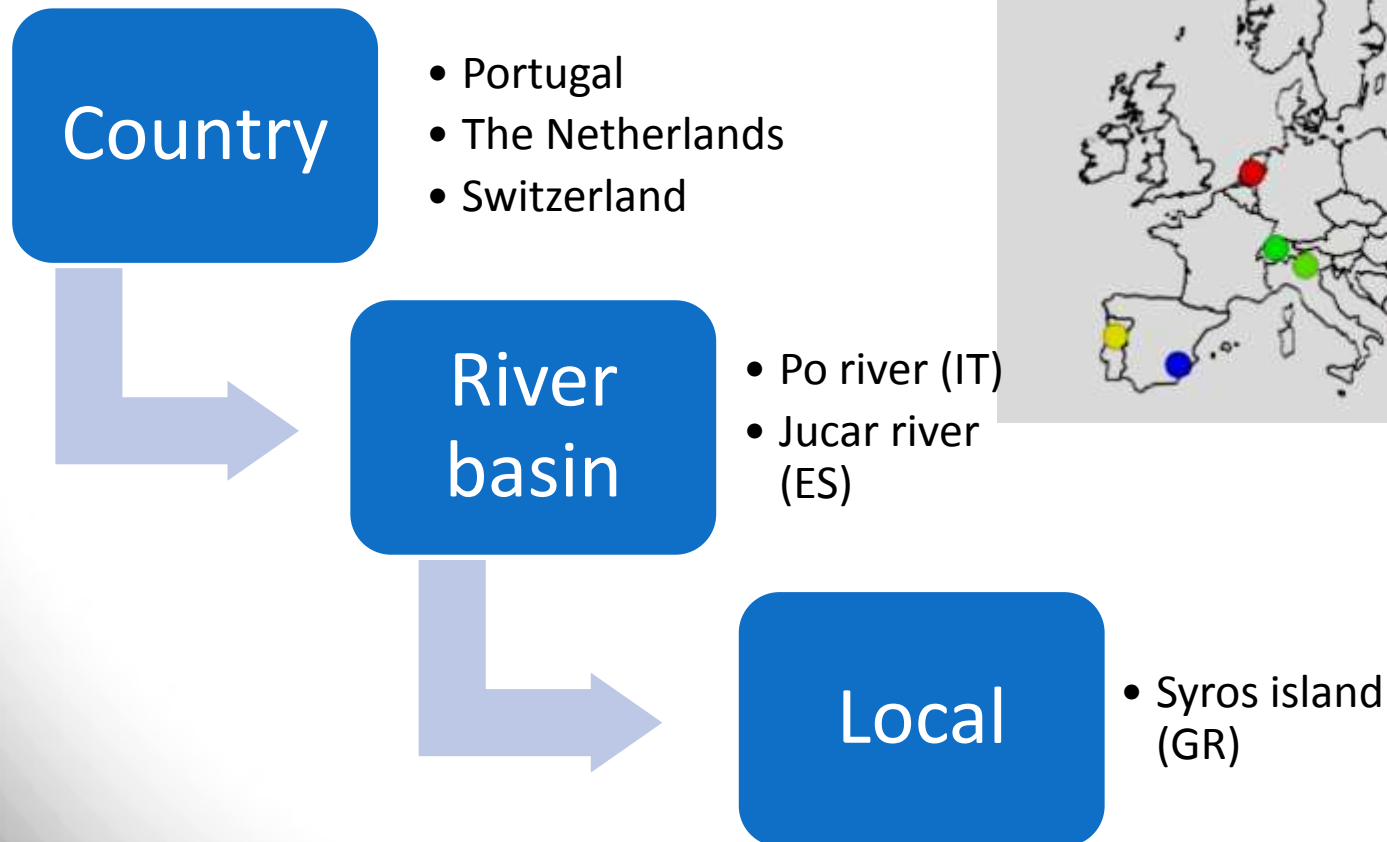 Country
• Portugal
• The Netherlands
• Switzerland
River
basin
• Po river (IT)
• Jucar river
(ES)
Local
• Syros island
(GR)